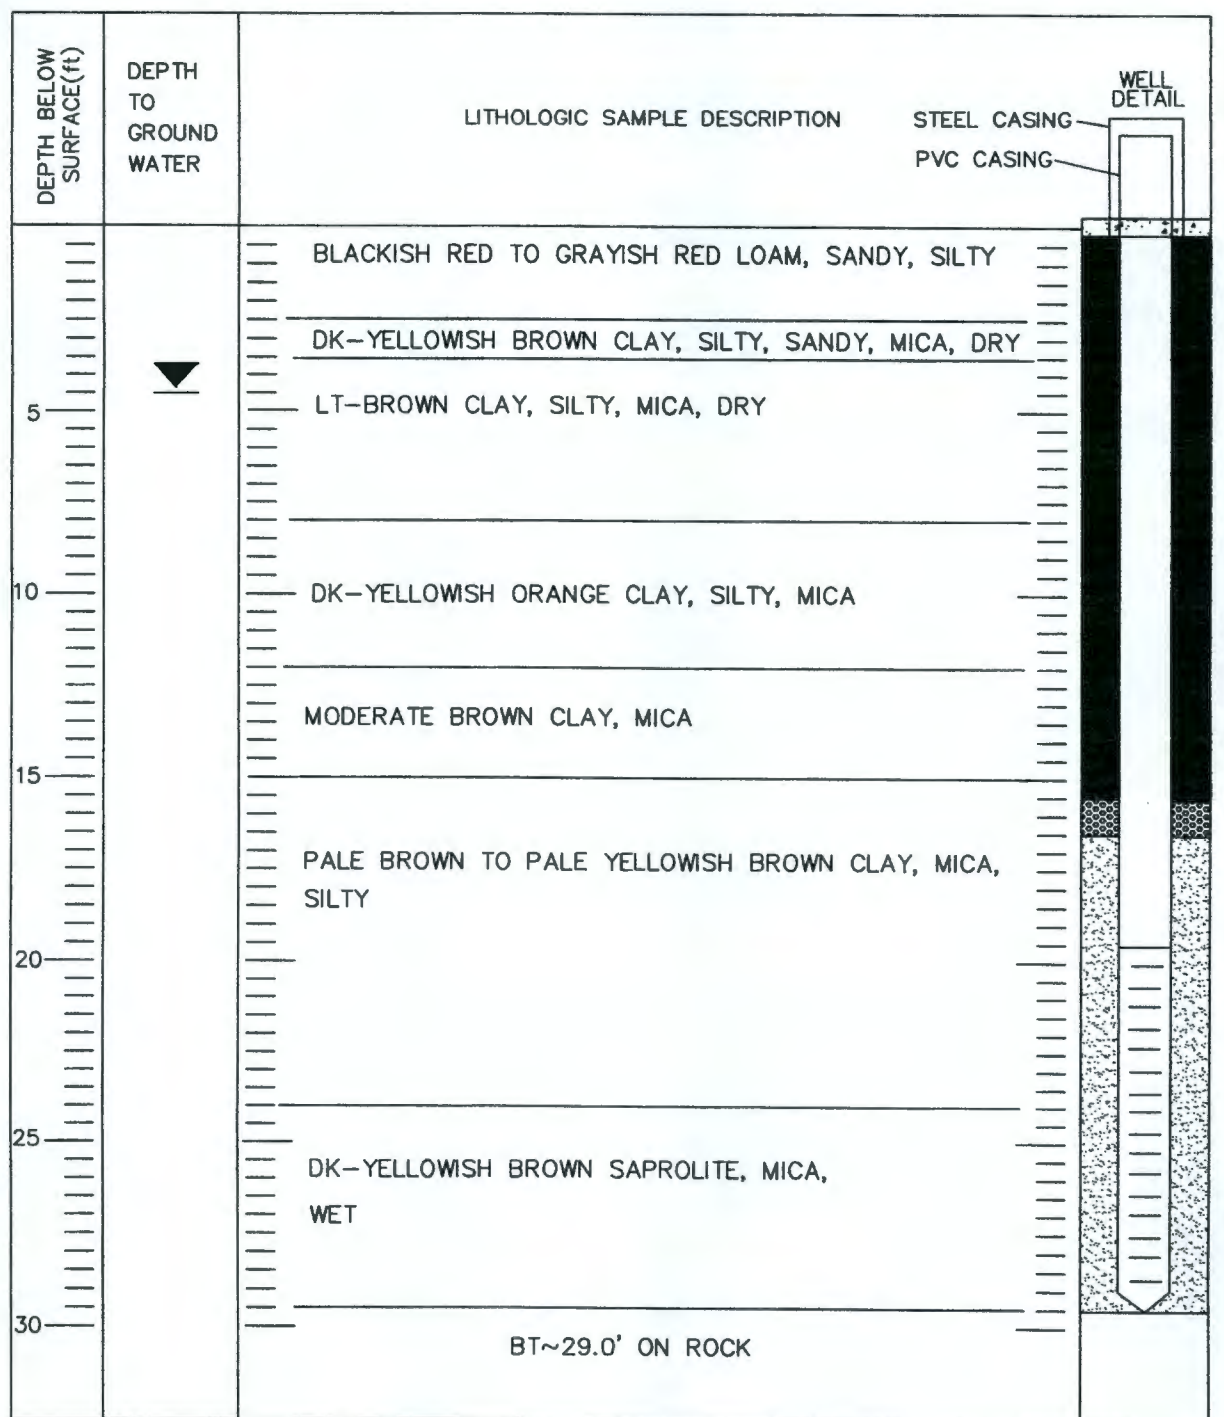 DEPTH BELOW
SURFACE(ft)
DEPTH
TO
GROUND
WATER
LITHOLOGIC SAMPLE DESCRIPTION
WELL
DETAIL
STEEL CASING
PVC CASING
BLACKISH RED TO GRAYISH RED LOAM, SANDY, SILTY
DK-YELLOWISH BROWN CLAY, SILTY, SANDY, MICA, DRY
5
LT-BROWN CLAY, SILTY, MICA, DRY
10
DK-YELLOWISH ORANGE CLAY, SILTY, MICA
MODERATE BROWN CLAY, MICA
15
PALE BROWN TO PALE YELLOWISH BROWN CLAY, MICA,
SILTY
20
25
DK-YELLOWISH BROWN SAPROLITE, MICA,
WET
30
BT~29.0' ON ROCK